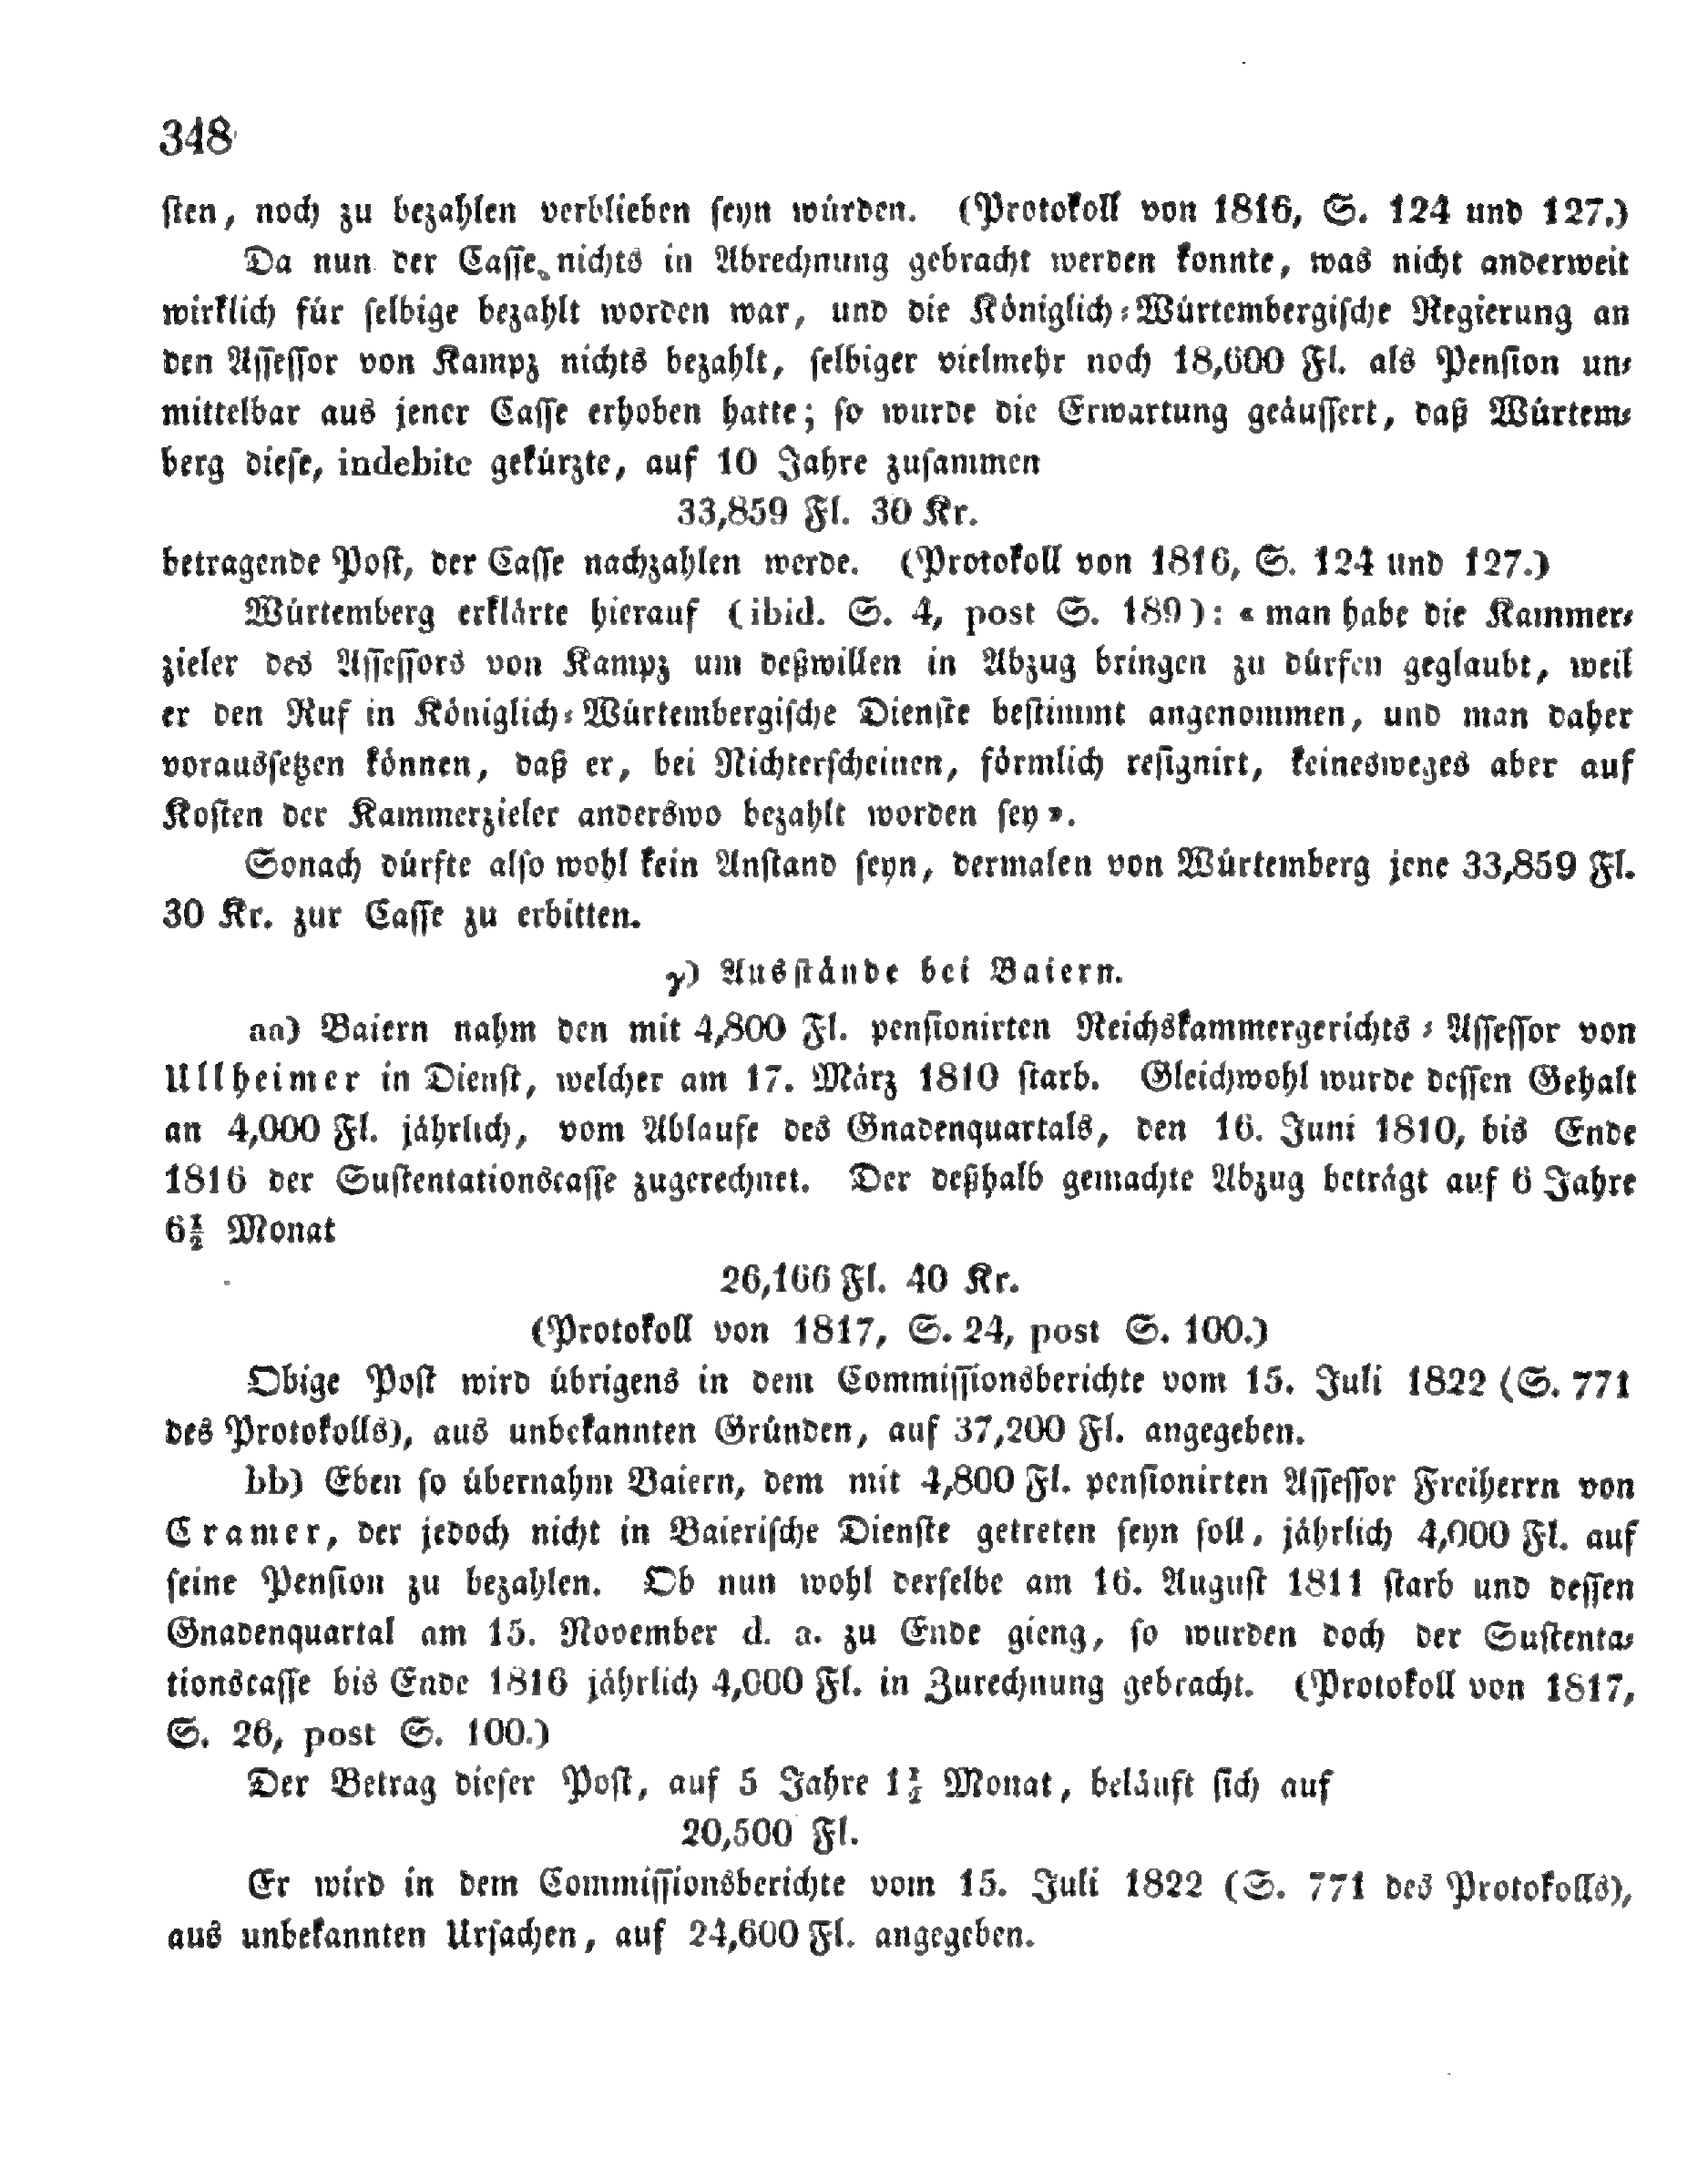 348
sten, noch zu bezahlen verblieben seyn würden. (Protokoll von 1816, S. 124 und 127.)
Da nun der Casse nichts in Abrechnung gebracht werden konnte, was nicht anderweit
wirklich für selbige bezahlt worden war, und die Königlich-Würtembergische Regierung an
den Assessor von Kampz nichts bezahlt, selbiger vielmehr noch 18,600 Fl. als Pension un-
mittelbar aus jener Casse erhoben hatte; so wurde die Erwartung geäussert, daß Würtem-
berg diese, indebite gekürzte, auf 10 Jahre zusammen
33,859 Fl. 30 Kr.
betragende Post, der Casse nachzahlen werde. (Protokoll von 1816, S. 124 und 127.)
Würtemberg erklärte hierauf (ibid. S. 4, post S. 189): «man habe die Kammer-
zieler des Assessors von Kampz um deßwillen in Abzug bringen zu dürfen geglaubt, weil
er den Ruf in Königlich-Würtembergische Dienste bestimmt angenommen, und man daher
voraussetzen können, daß er, bei Nichterscheinen, förmlich resignirt, keinesweges aber auf
Kosten der Kammerzieler anderswo bezahlt worden sey».
Sonach dürfte also wohl kein Anstand seyn, dermalen von Würtemberg jene 33,859 Fl.
30 Kr. zur Casse zu erbitten.
γ) Ausstände bei Baiern.
aa) Baiern nahm den mit 4,800 Fl. pensionirten Reichskammergerichts-Assessor von
Ullheimer in Dienst, welcher am 17. März 1810 starb. Gleichwohl wurde dessen Gehalt
an 4,000 Fl. jährlich, vom Ablaufe des Gnadenquartals, den 16. Juni 1810, bis Ende
1816 der Sustentationscasse zugerechnet. Der deßhalb gemachte Abzug beträgt auf 6 Jahre
6½ Monat
26,166 Fl. 40 Kr.
(Protokoll von 1817, S. 24, post S. 100.)
Obige Post wird übrigens in dem Commissionsberichte vom 15. Juli 1822 (S. 771
des Protokolls), aus unbekannten Gründen, auf 37,200 Fl. angegeben.
bb) Eben so übernahm Baiern, dem mit 4,800 Fl. pensionirten Assessor Freiherrn von
Cramer, der jedoch nicht in Baierische Dienste getreten seyn soll, jährlich 4,000 Fl. auf
seine Pension zu bezahlen. Ob nun wohl derselbe am 16. August 1811 starb und dessen
Gnadenquartal am 15. November d. a. zu Ende gieng, so wurden doch der Sustenta-
tionscasse bis Ende 1816 jährlich 4,000 Fl. in Zurechnung gebracht. (Protokoll von 1817,
S. 26, post S. 100.)
Der Betrag dieser Post, auf 5 Jahre 1½ Monat, beläuft sich auf
20,500 Fl.
Er wird in dem Commissionsberichte vom 15. Juli 1822 (S. 771 des Protokolls),
aus unbekannten Ursachen, auf 24,600 Fl. angegeben.